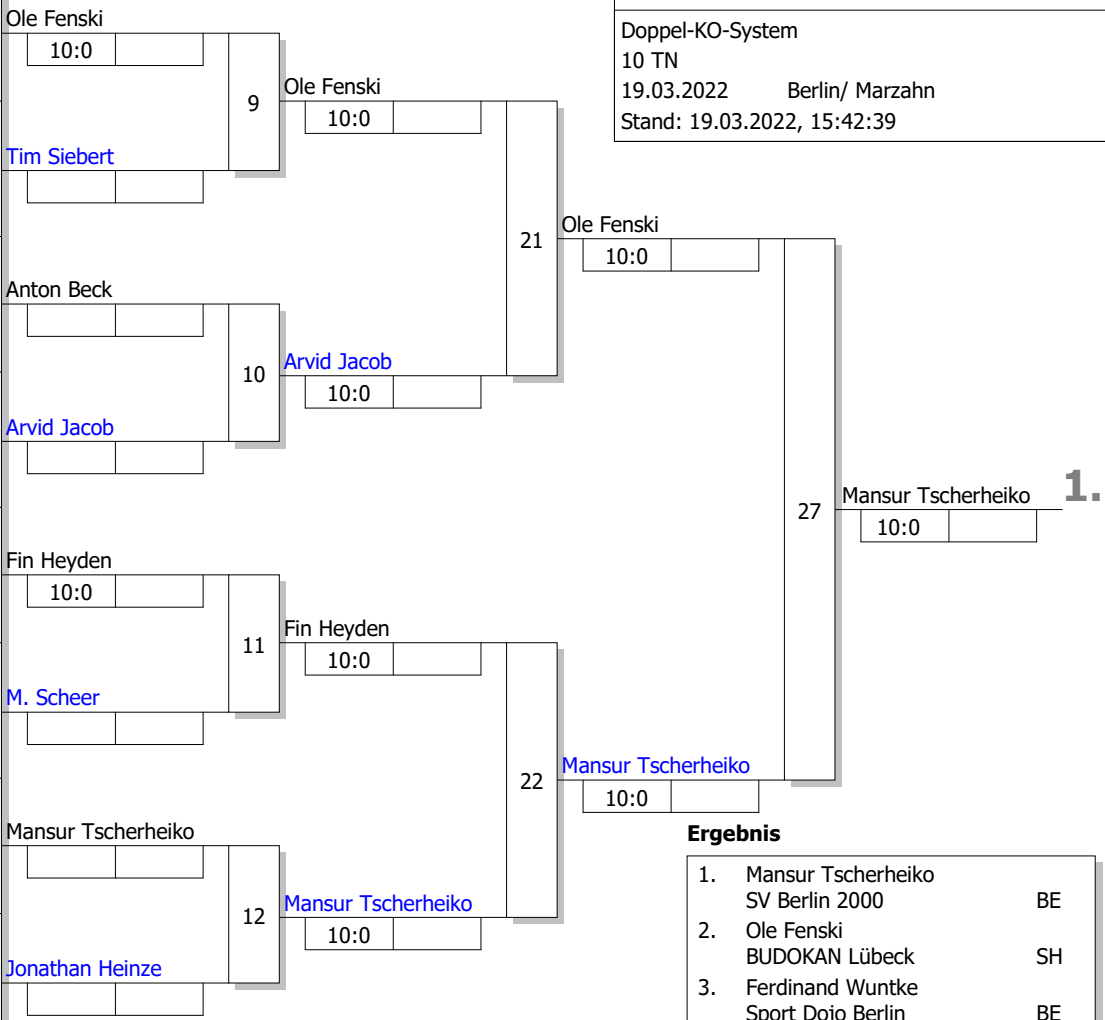 Doppel-KO-System
10 TN
19.03.2022 Berlin/ Marzahn
Stand: 19.03.2022, 15:42:39
Ole Fenski
10:0
9
Tim Siebert
Ole Fenski
10:0
Anton Beck
10
Arvid Jacob
Arvid Jacob
10:0
21
Ole Fenski
10:0
Fin Heyden
10:0
11
M. Scheer
Fin Heyden
10:0
Mansur Tscherheiko
12
Jonathan Heinze
Mansur Tscherheiko
10:0
22
Mansur Tscherheiko
10:0
27
Mansur Tscherheiko 1.
10:0
Ergebnis
1. Mansur Tscherheiko
SV Berlin 2000 BE
2. Ole Fenski
BUDOKAN Lübeck SH
3. Ferdinand Wuntke
Sport Dojo Berlin BE